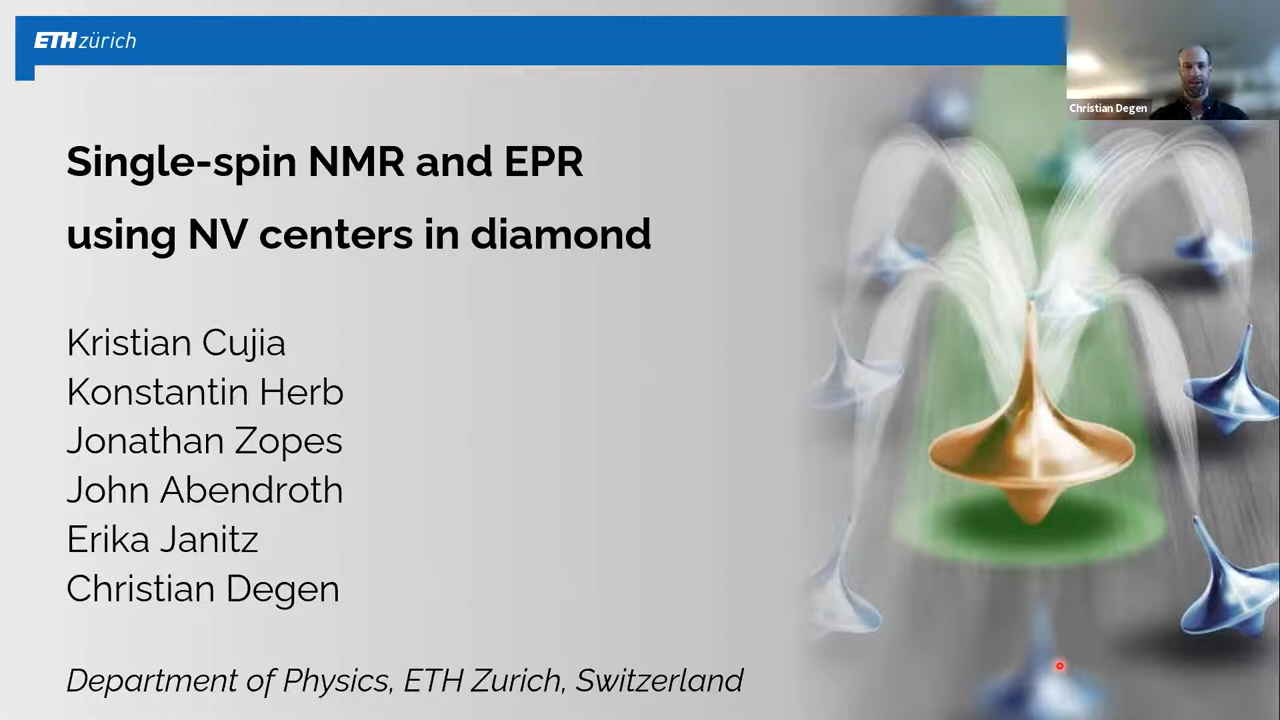 ETH zürich
Christian Degen
Single-spin NMR and EPR
using NV centers in diamond
Kristian Cujia
Konstantin Herb
Jonathan Zopes
John Abendroth
Erika Janitz
Christian Degen
Department of Physics, ETH Zurich, Switzerland